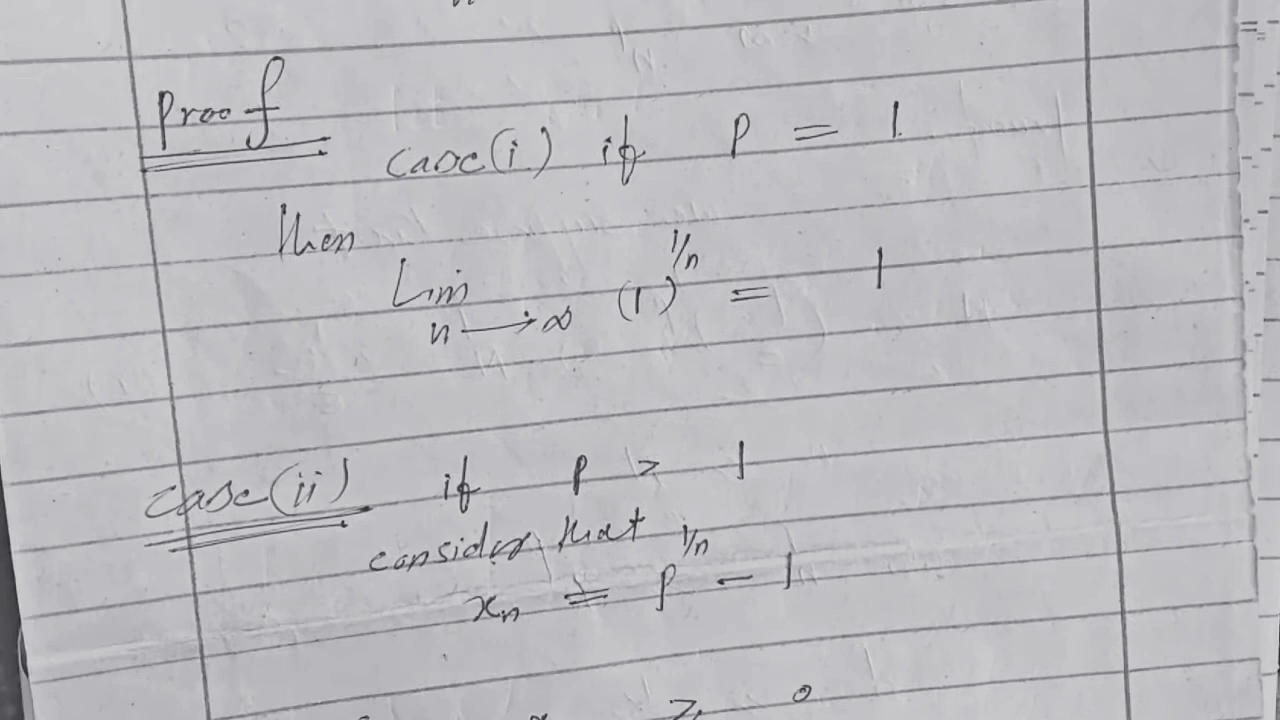 Proof
case(i) if P = 1
then
Lim (1)^1/n = 1
n → ∞
case(ii) if P > 1
consider that
xn = P^1/n - 1